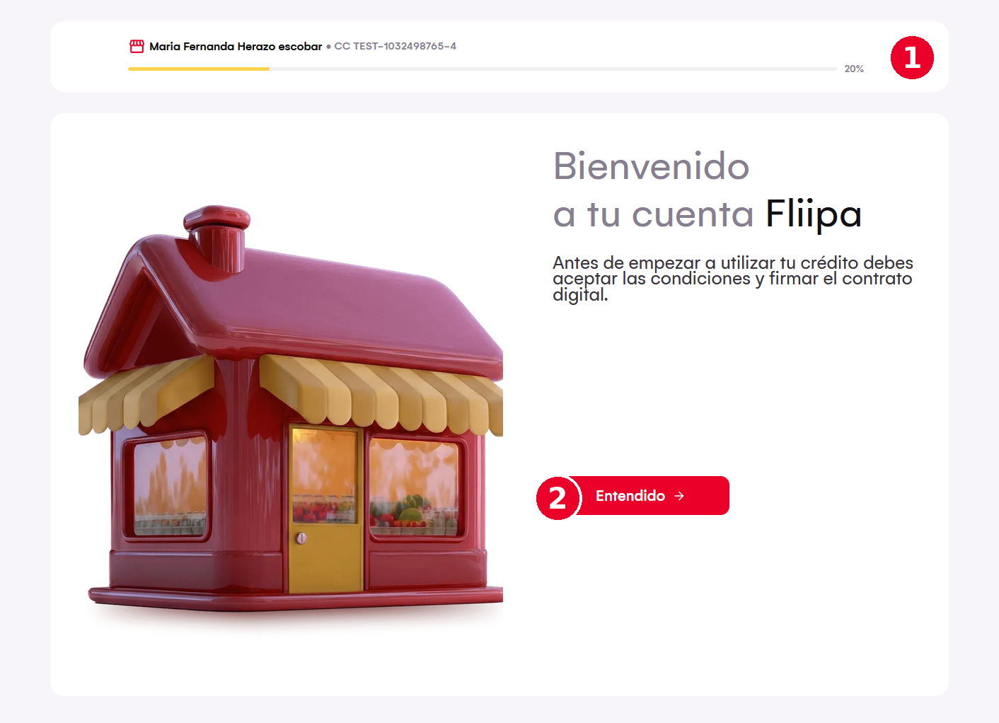 Maria Fernanda Herazo escobar • CC TEST-1032498765-4
20%
1
Bienvenido
a tu cuenta Fliipa
Antes de empezar a utilizar tu crédito debes
aceptar las condiciones y firmar el contrato
digital.
2
Entendido →